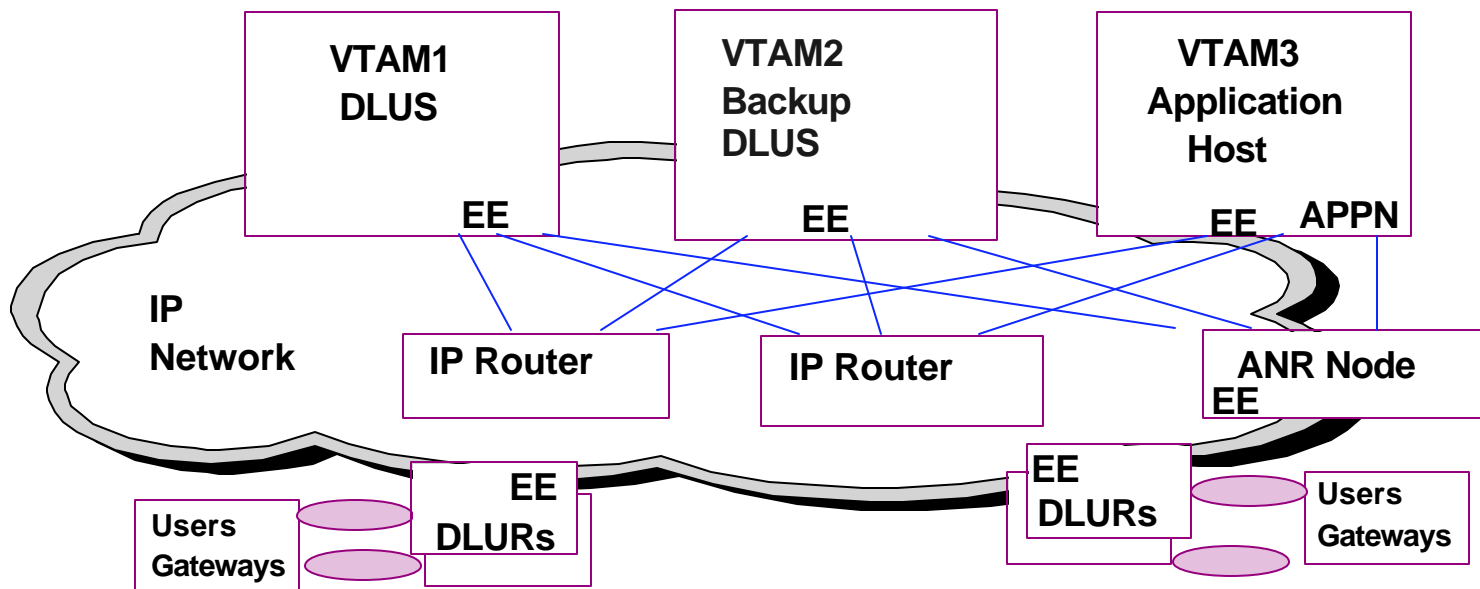 VTAM1
DLUS
EE
VTAM2
Backup
DLUS
EE
VTAM3
Application
Host
EE
APPN
IP
Network
IP Router
IP Router
ANR Node
EE
EE
DLURs
EE
DLURs
Users
Gateways
Users
Gateways